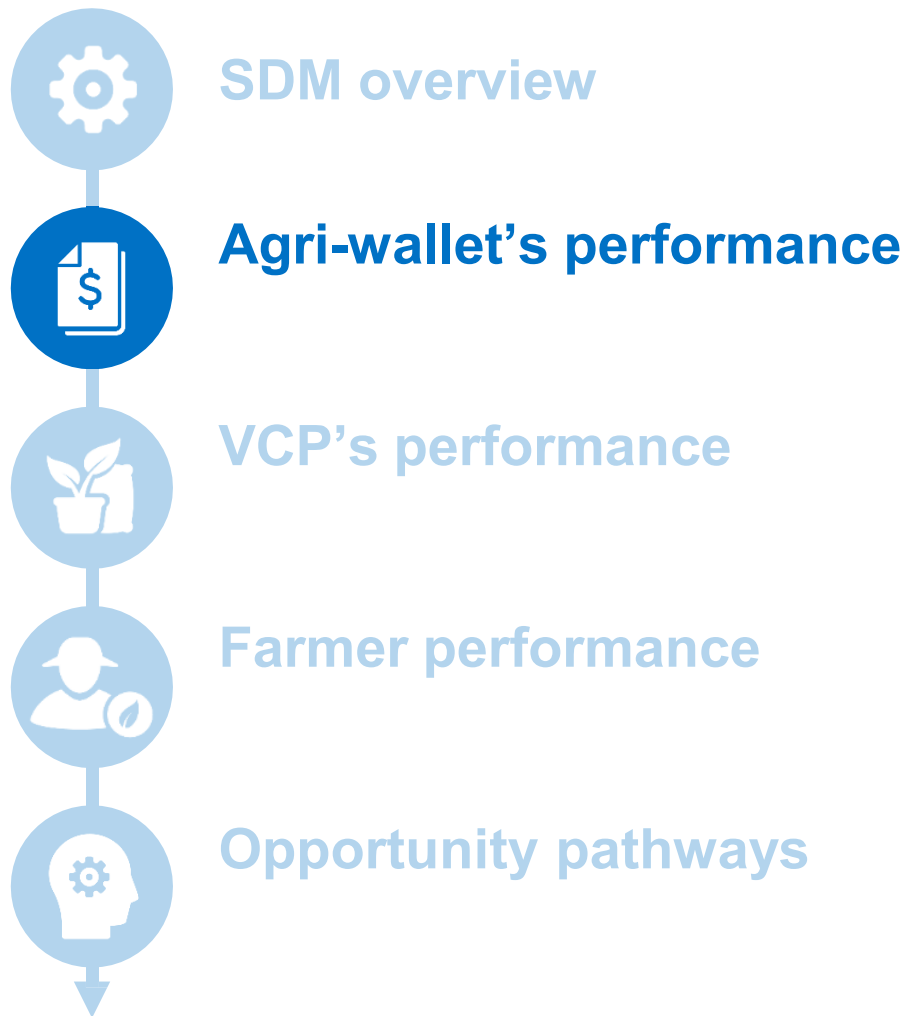 SDM overview
$
Agri-wallet’s performance
VCP’s performance
Farmer performance
Opportunity pathways